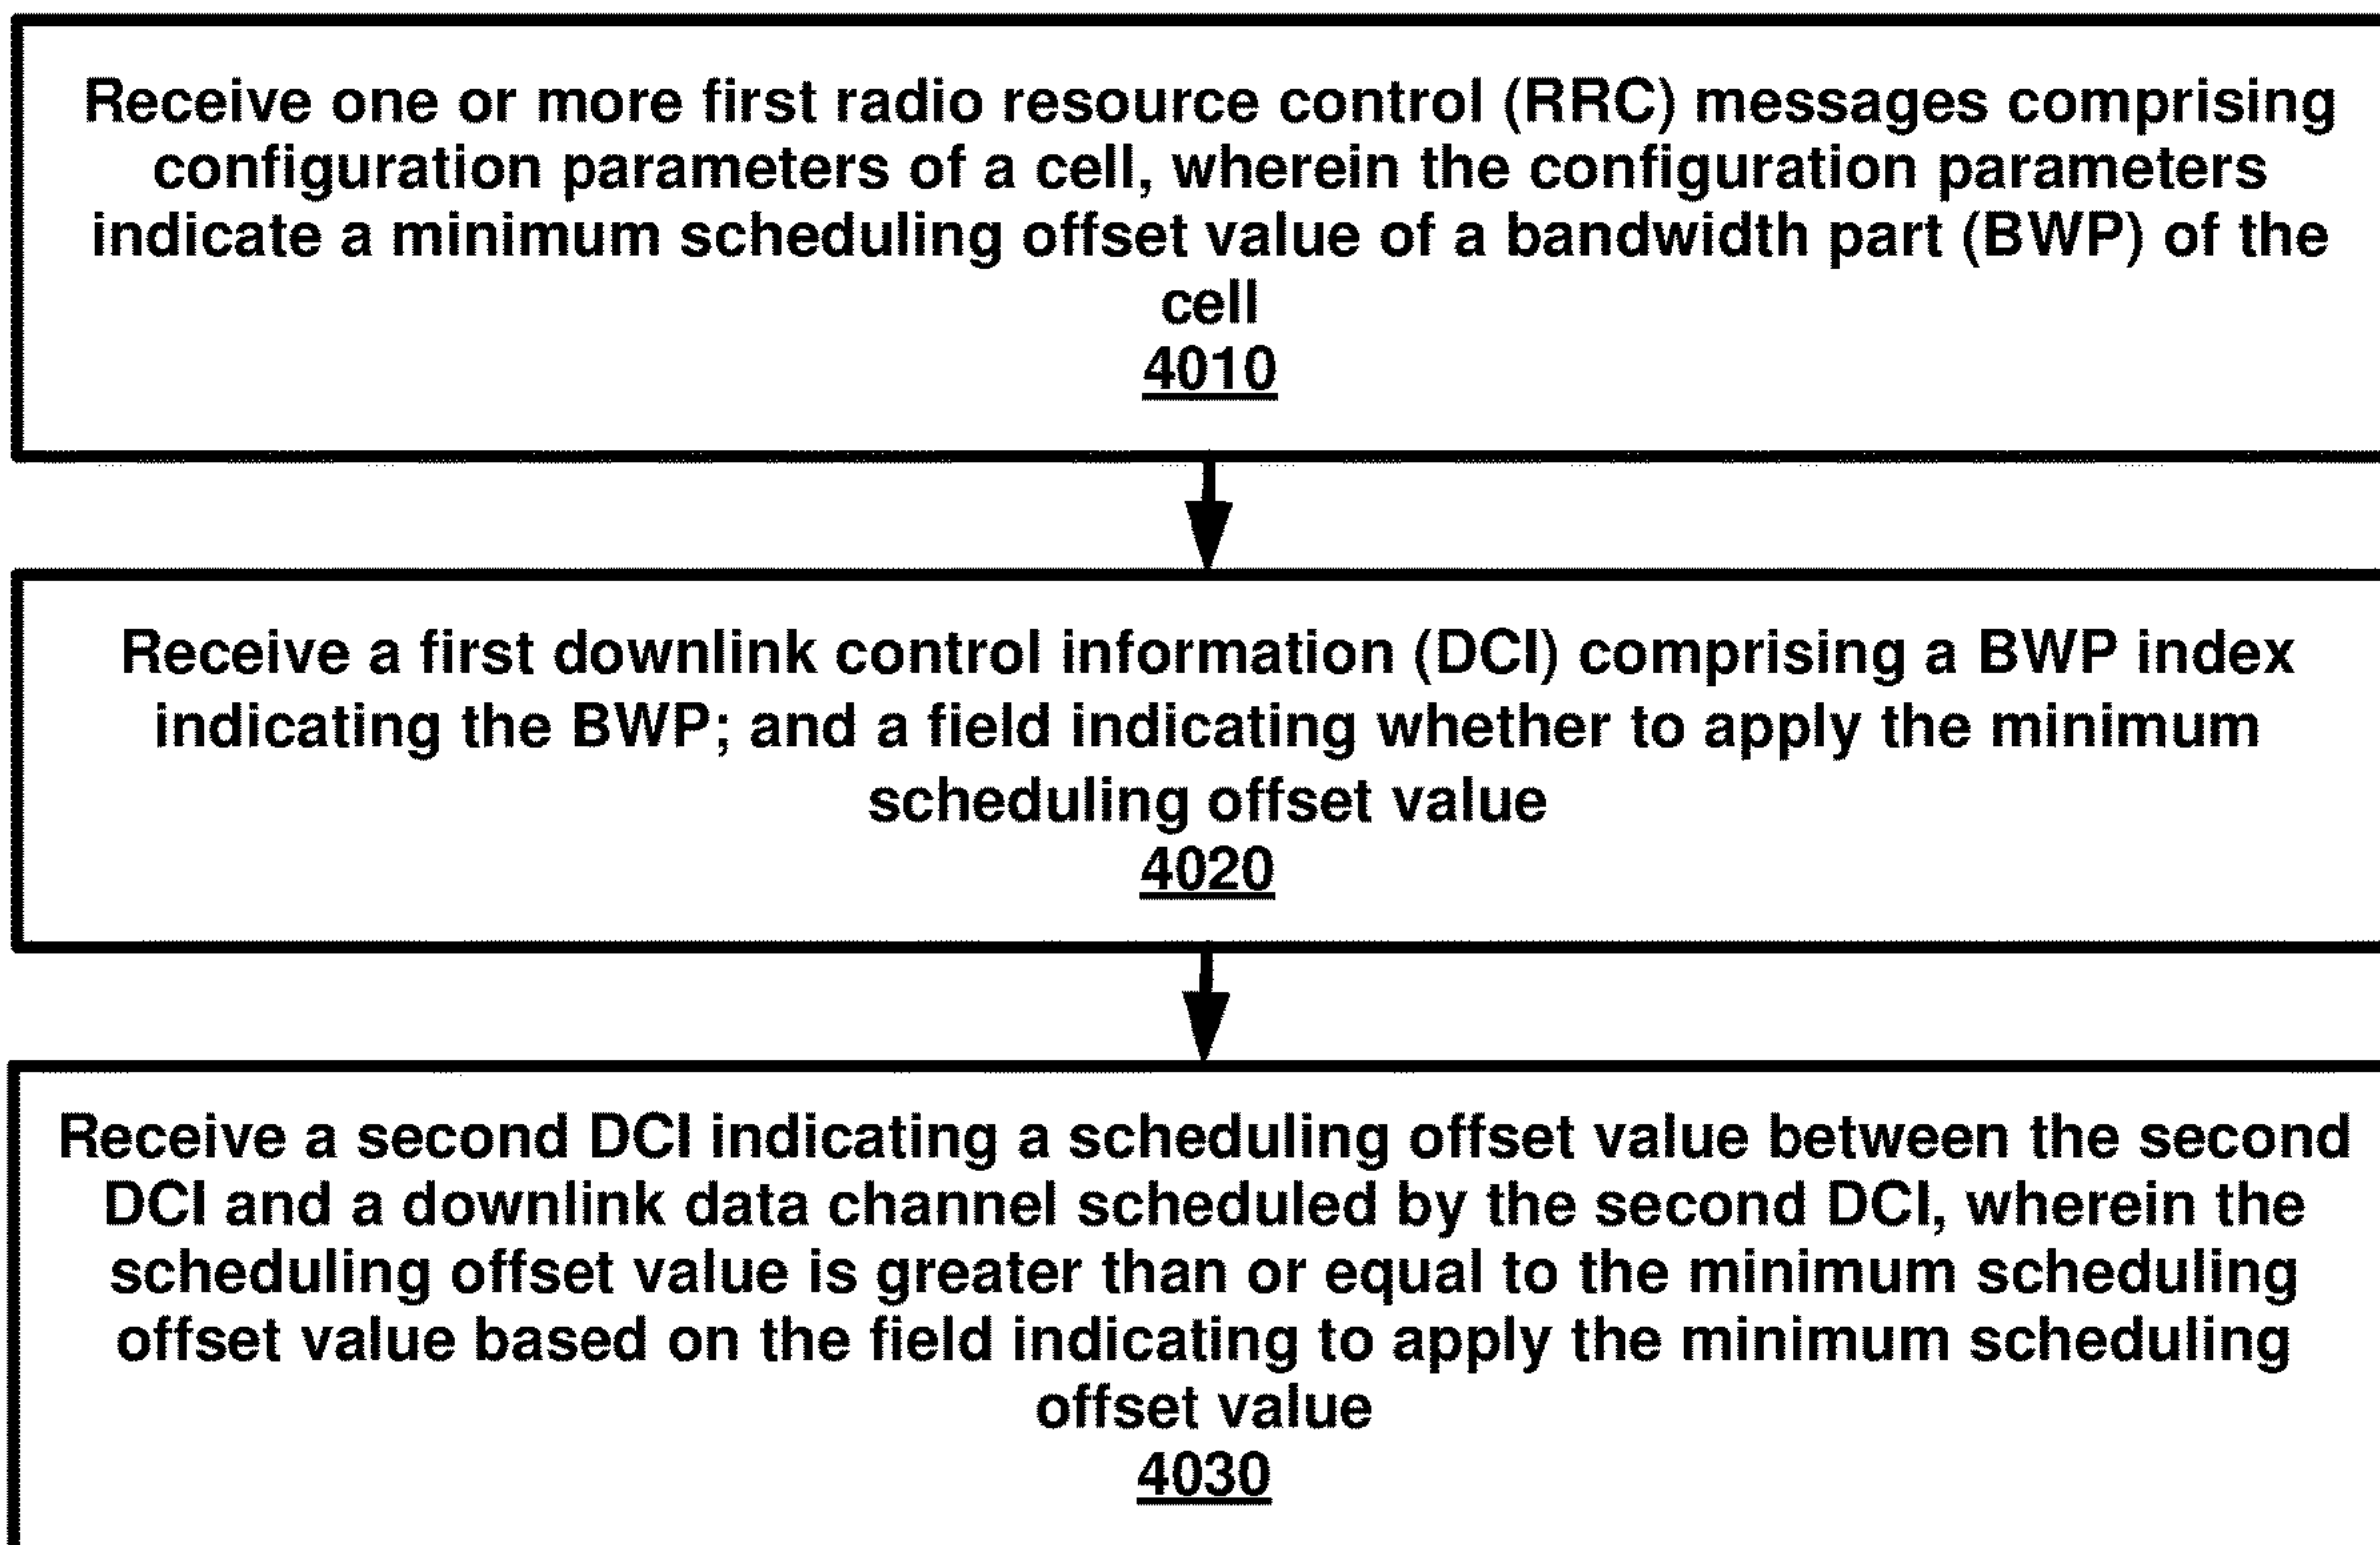 Receive one or more first radio resource control (RRC) messages comprising
configuration parameters of a cell, wherein the configuration parameters
indicate a minimum scheduling offset value of a bandwidth part (BWP) of the
cell
4010
Receive a first downlink control information (DCI) comprising a BWP index
indicating the BWP; and a field indicating whether to apply the minimum
scheduling offset value
4020
Receive a second DCI indicating a scheduling offset value between the second
DCI and a downlink data channel scheduled by the second DCI, wherein the
scheduling offset value is greater than or equal to the minimum scheduling
offset value based on the field indicating to apply the minimum scheduling
offset value
4030